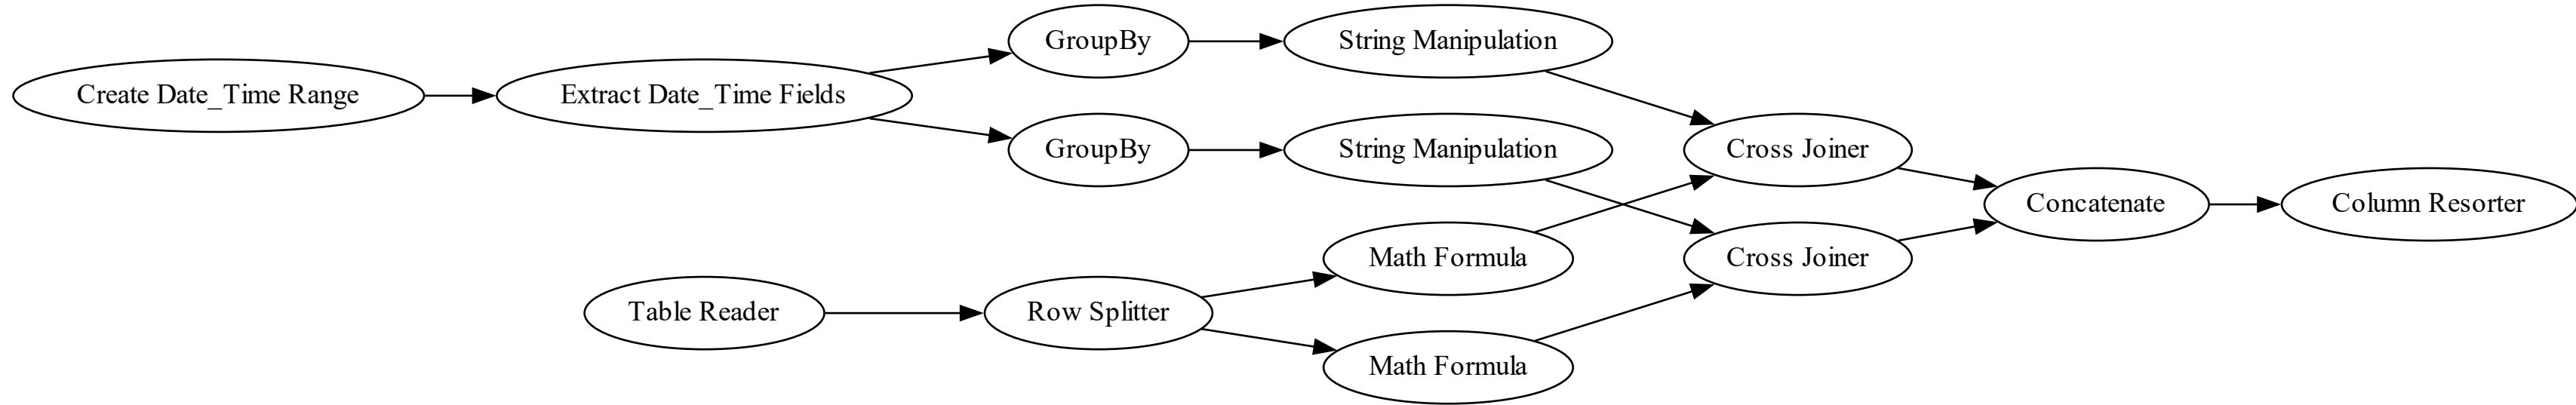 GroupBy
String Manipulation
Create Date_Time Range
Extract Date_Time Fields
GroupBy
String Manipulation
Cross Joiner
Concatenate
Column Resorter
Math Formula
Cross Joiner
Table Reader
Row Splitter
Math Formula